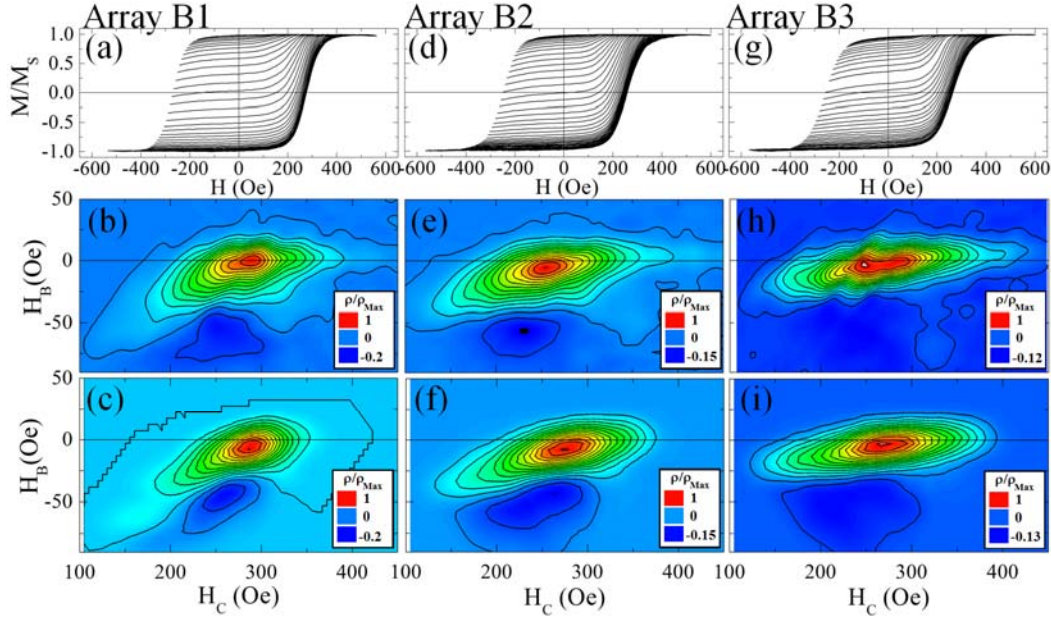 Array B1 Array B2 Array B3
(a) (d) (g)
M/M_S
1.0
0.5
0.0
-0.5
-1.0
-600 -400 -200 0 200 400 600 -600 -400 -200 0 200 400 600 -600 -400 -200 0 200 400 600
H (Oe) H (Oe) H (Oe)
(b) (e) (h)
H_B(Oe)
50
0
-50
ρ/ρ_Max ρ/ρ_Max ρ/ρ_Max
1 1 1
0 0 0
-0.2 -0.15 -0.12
(c) (f) (i)
H_B(Oe)
50
0
-50
ρ/ρ_Max ρ/ρ_Max ρ/ρ_Max
1 1 1
0 0 0
-0.2 -0.15 -0.13
100 200 300 400 200 300 400 200 300 400
H_C (Oe) H_C (Oe) H_C (Oe)